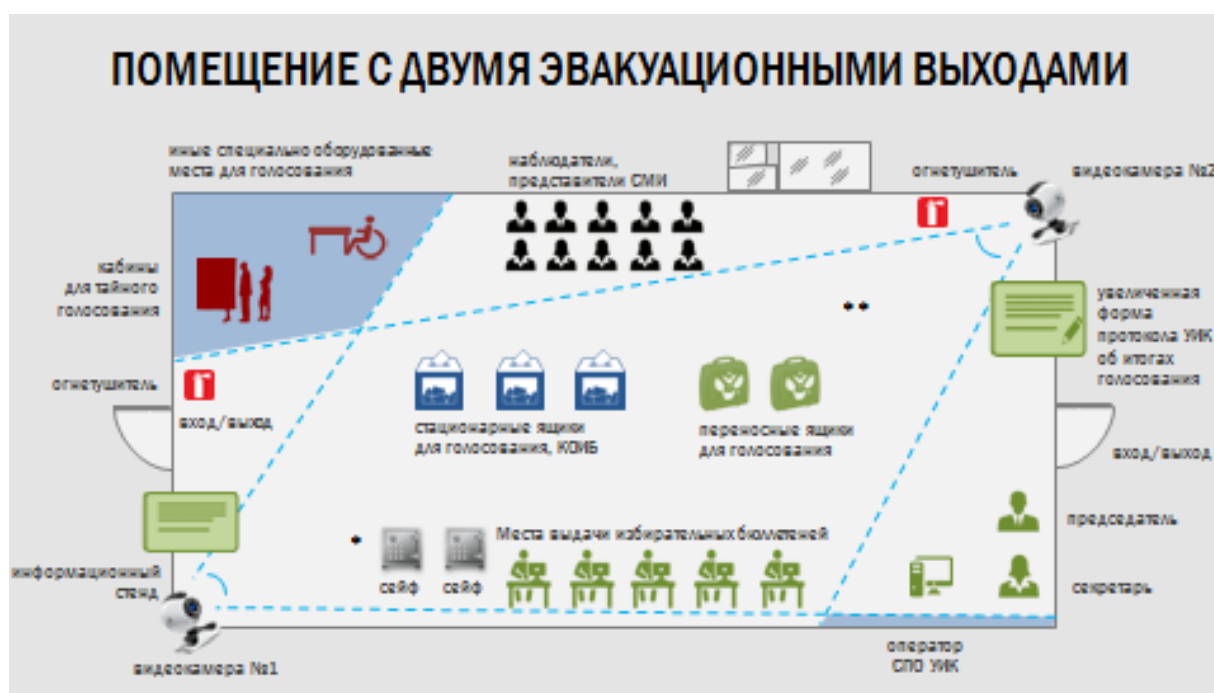 ПОМЕЩЕНИЕ С ДВУМЯ ЭВАКУАЦИОННЫМИ ВЫХОДАМИ
иные специально оборудованные
места для голосования
наблюдатели,
представители СМИ
огнетушитель
видеокамера №2
кабины
для тайного
голосования
увеличенная
форма
протокола УИК
об итогах
голосования
огнетушитель
вход/выход
стационарные ящики
для голосования, КОИБ
переносные ящики
для голосования
вход/выход
председатель
Места выдачи избирательных бюллетеней
информационный
стенд
сейф
сейф
секретарь
оператор
СПО УИК
видеокамера №1